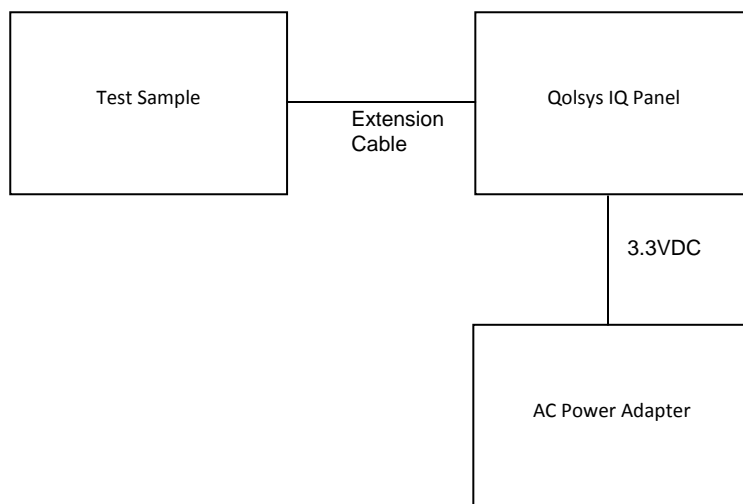 Test Sample
Qolsys IQ Panel
Extension
Cable
3.3VDC
AC Power Adapter